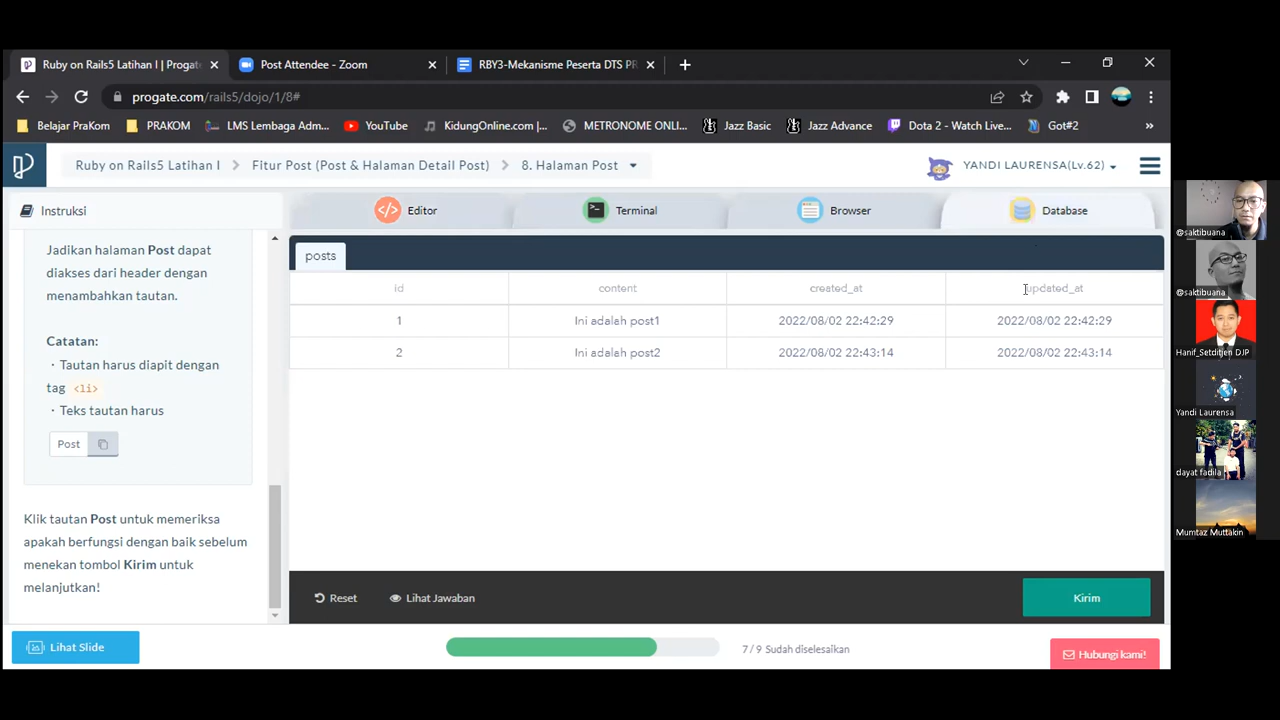 Ruby on Rails5 Latihan I | Progate
Post Attendee - Zoom
RBY3-Mekanisme Peserta DTS PR
progate.com/rails5/dojo/1/8#
Belajar PraKom
PRAKOM
LMS Lembaga Adm...
YouTube
KidungOnline.com |...
METRONOME ONLI...
Jazz Basic
Jazz Advance
Dota 2 - Watch Live...
Got#2
»
Ruby on Rails5 Latihan I
Fitur Post (Post & Halaman Detail Post)
8. Halaman Post
YANDI LAURENSA(Lv.62)
Instruksi
Editor
Terminal
Browser
Database
Jadikan halaman Post dapat
diakses dari header dengan
menambahkan tautan.
Catatan:
・Tautan harus diapit dengan
tag <li>
・Teks tautan harus
Post
Klik tautan Post untuk memeriksa
apakah berfungsi dengan baik sebelum
menekan tombol Kirim untuk
melanjutkan!
posts
id content created_at updated_at
1 Ini adalah post1 2022/08/02 22:42:29 2022/08/02 22:42:29
2 Ini adalah post2 2022/08/02 22:43:14 2022/08/02 22:43:14
Reset
Lihat Jawaban
Kirim
Lihat Slide
7 / 9 Sudah diselesaikan
Hubungi kami!
@saktibuana
@saktibuana
Hanif_Setditjen DJP
Yandi Laurensa
dayat fadila
Mumtaz Muttakin